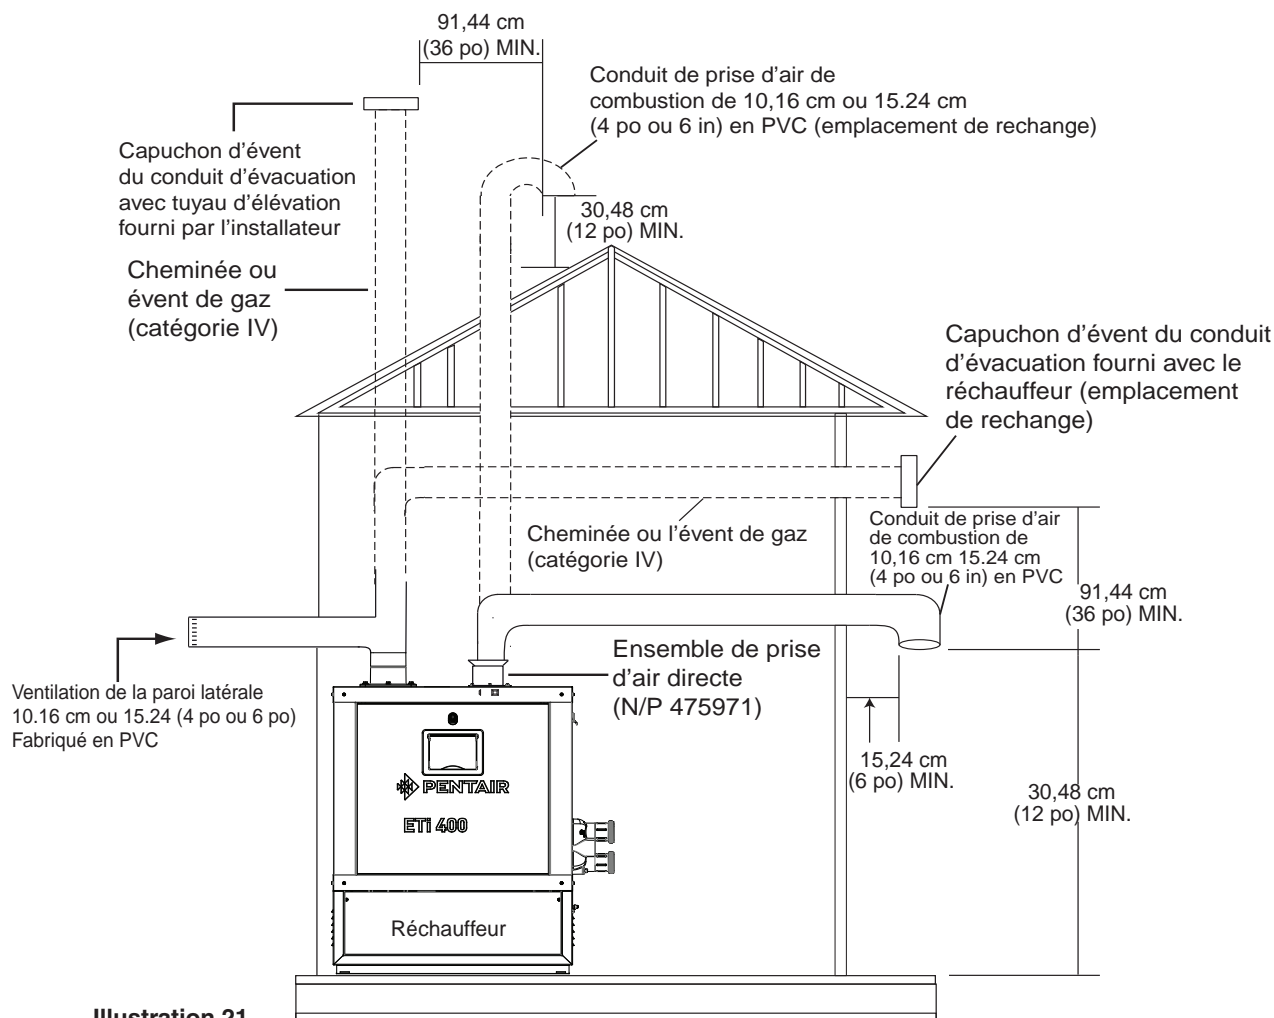 91,44 cm
(36 po) MIN.
Conduit de prise d'air de
combustion de 10,16 cm ou 15.24 cm
(4 po ou 6 in) en PVC (emplacement de rechange)
Capuchon d'évent
du conduit d'évacuation
avec tuyau d'élévation
fourni par l'installateur
30,48 cm
(12 po) MIN.
Cheminée ou
évent de gaz
(catégorie IV)
Capuchon d'évent du conduit
d'évacuation fourni avec le
réchauffeur (emplacement
de rechange)
Cheminée ou l'évent de gaz
(catégorie IV)
Conduit de prise d'air
de combustion de
10,16 cm 15.24 cm
(4 po ou 6 in) en PVC
91,44 cm
(36 po) MIN.
Ensemble de prise
d'air directe
(N/P 475971)
Ventilation de la paroi latérale
10.16 cm ou 15.24 (4 po ou 6 po)
Fabriqué en PVC
15,24 cm
(6 po) MIN.
30,48 cm
(12 po) MIN.
PENTAIR
ETi 400
Réchauffeur
Illustration 21